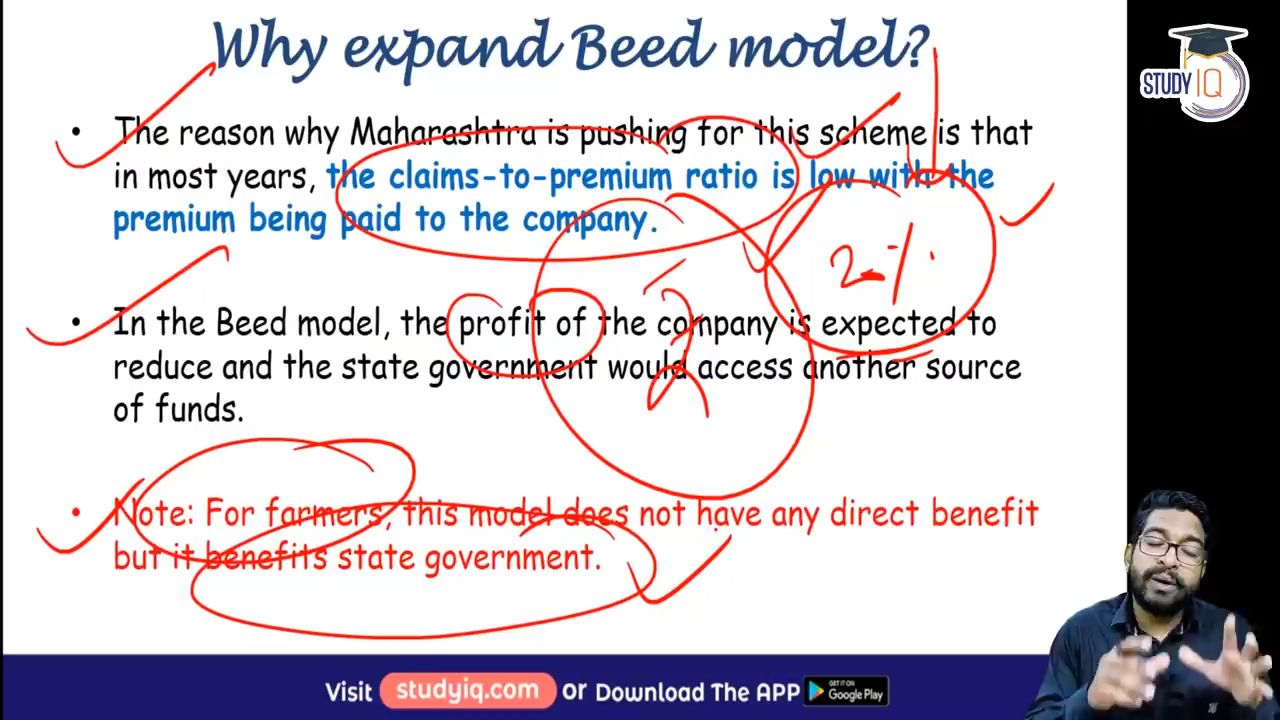 Why expand Beed model?
STUDY IQ
• The reason why Maharashtra is pushing for this scheme is that
in most years, the claims-to-premium ratio is low with the
premium being paid to the company.
2%
• In the Beed model, the profit of the company is expected to
reduce and the state government would access another source
of funds.
• Note: For farmers, this model does not have any direct benefit
but it benefits state government.
Visit studyiq.com or Download The APP GET IT ON Google Play